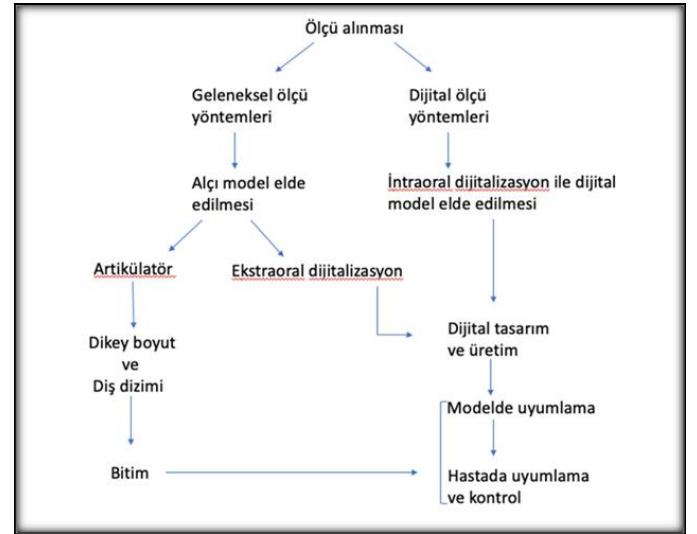 Ölçü alınması
Geleneksel ölçü
yöntemleri
Dijital ölçü
yöntemleri
Alçı model elde
edilmesi
İntraoral dijitalizasyon ile dijital
model elde edilmesi
Artikülatör
Ekstraoral dijitalizasyon
Dikey boyut
ve
Diş dizimi
Dijital tasarım
ve üretim
Modelde uyumlama
Bitim
Hastada uyumlama
ve kontrol